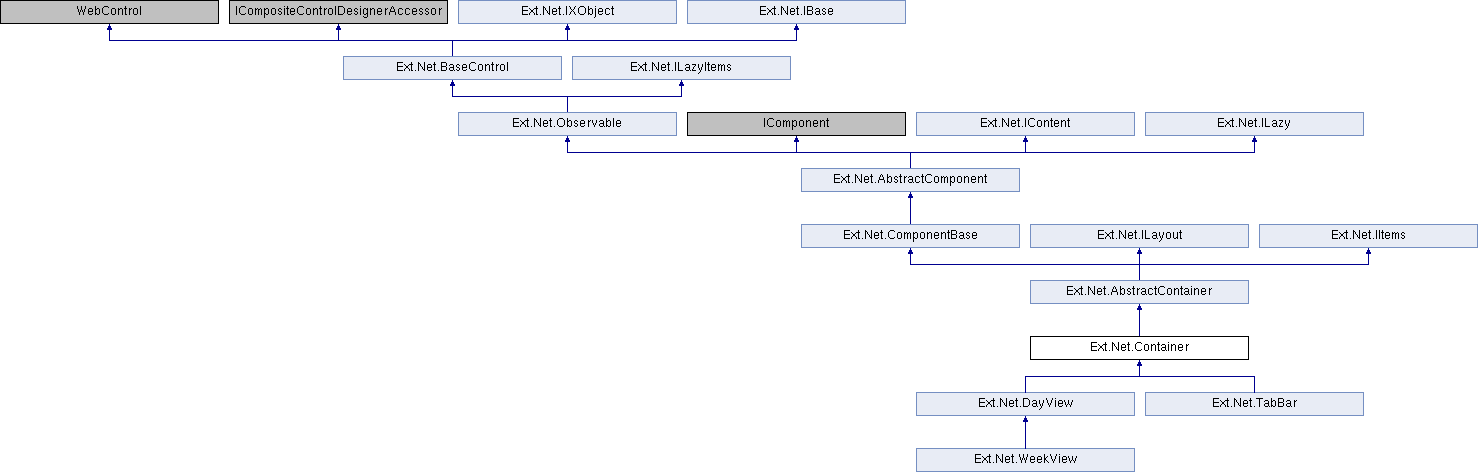 WebControl
ICompositeControlDesignerAccessor
Ext.Net.IXObject
Ext.Net.IBase
Ext.Net.BaseControl
Ext.Net.ILazyItems
Ext.Net.Observable
IComponent
Ext.Net.IContent
Ext.Net.ILazy
Ext.Net.AbstractComponent
Ext.Net.ComponentBase
Ext.Net.ILayout
Ext.Net.IItems
Ext.Net.AbstractContainer
Ext.Net.Container
Ext.Net.DayView
Ext.Net.TabBar
Ext.Net.WeekView